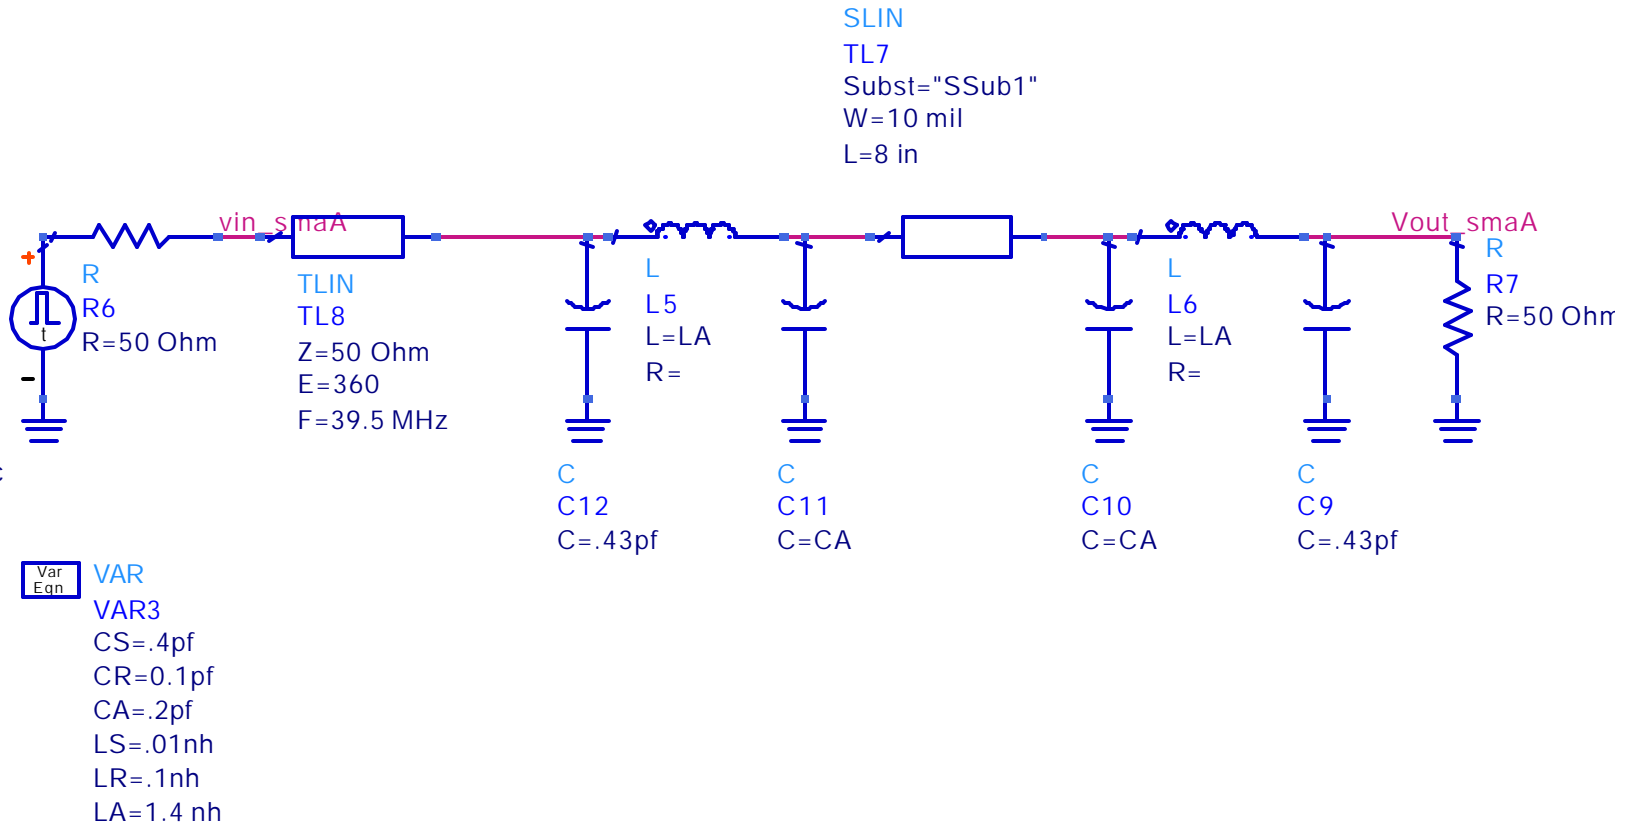 SLIN
TL7
Subst="SSub1"
W=10 mil
L=8 in
vin_smaA
Vout_smaA
+
R
R6
R=50 Ohm
t
-
TLIN
TL8
Z=50 Ohm
E=360
F=39.5 MHz
L
L5
L=LA
R=
L
L6
L=LA
R=
R
R7
R=50 Ohm
C
C12
C=.43pf
C
C11
C=CA
C
C10
C=CA
C
C9
C=.43pf
Var
Eqn
VAR
VAR3
CS=.4pf
CR=0.1pf
CA=.2pf
LS=.01nh
LR=.1nh
LA=1.4 nh